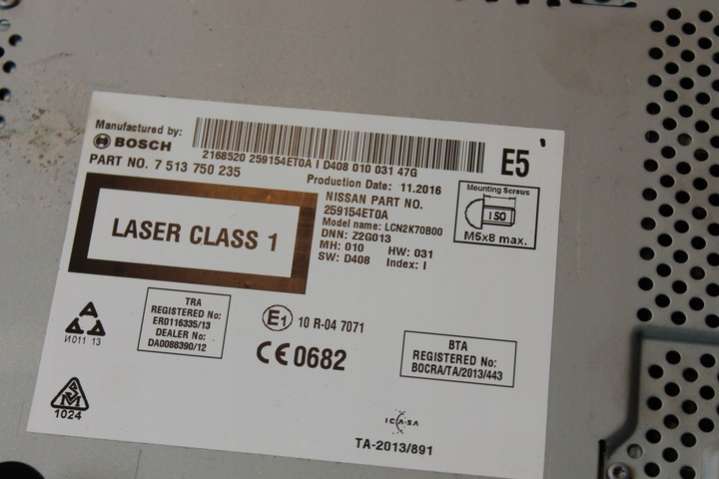 Manufactured by:
BOSCH
2168520 259154ET0A I D408 010 031 47G
E5
PART NO. 7 513 750 235
Production Date: 11.2016
NISSAN PART NO.
259154ET0A
Model name: LCN2K70B00
DNN: Z2G013
MH: 010 HW: 031
SW: D408 Index: I
Mounting Screws
ISO
M5x8 max.
LASER CLASS 1
TRA
REGISTERED No:
ER0116335/13
DEALER No:
DA0088390/12
E1 10 R-04 7071
CE 0682
BTA
REGISTERED No:
BOCRA/TA/2013/443
И011 13
1024
ICASA
TA-2013/891